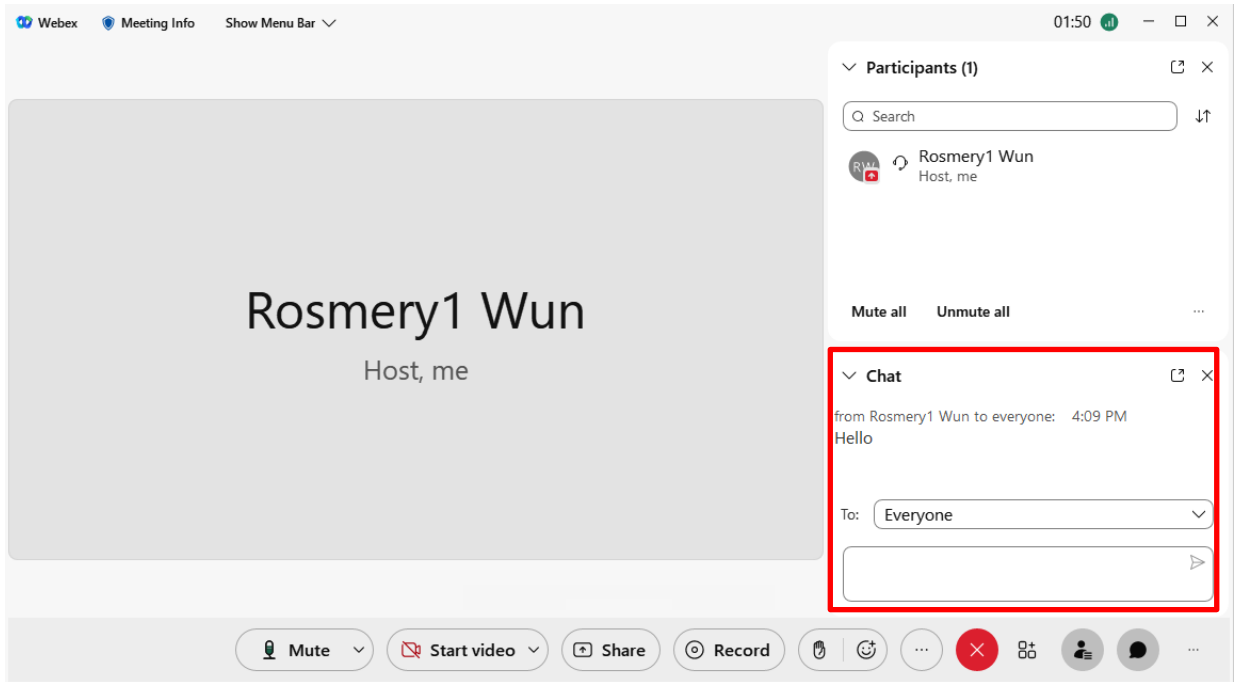 Webex Meeting Info Show Menu Bar 01:50
Participants (1)
Search
RW Rosmery1 Wun
Host, me
Rosmery1 Wun
Host, me
Mute all Unmute all ...
Chat
from Rosmery1 Wun to everyone: 4:09 PM
Hello
To: Everyone
Mute Start video Share Record ... ...